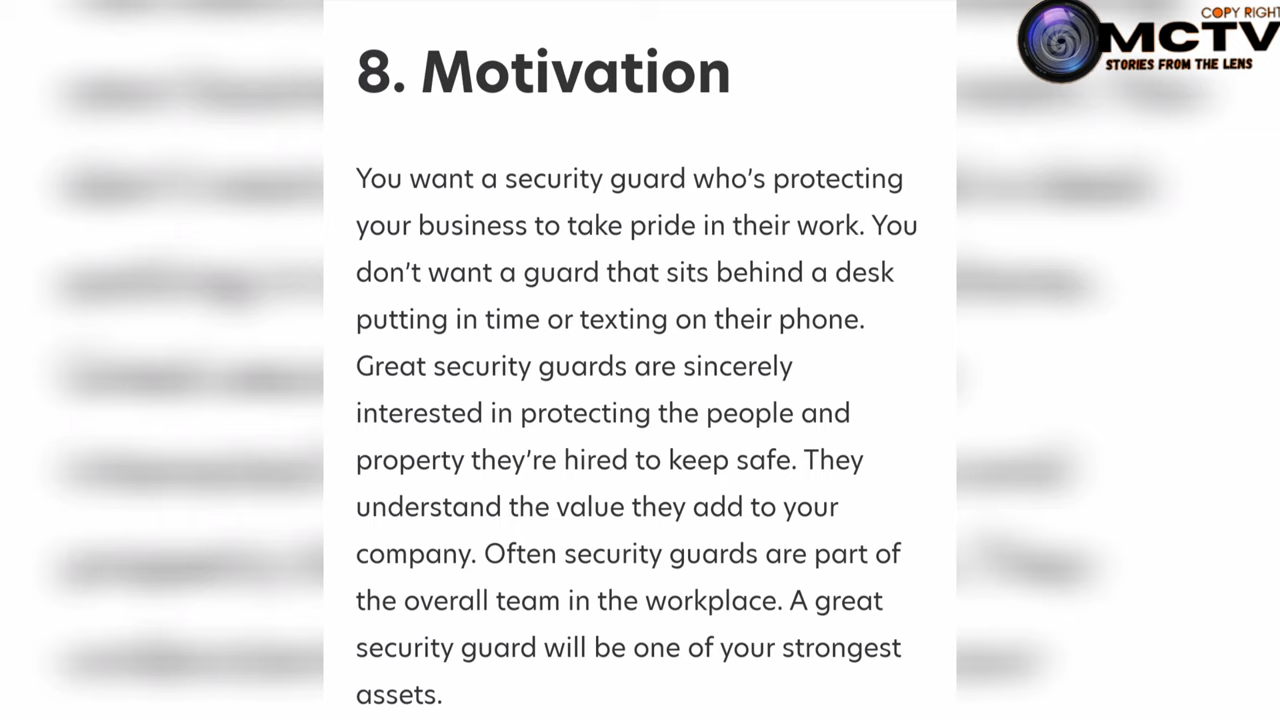 COPY RIGHT
MCTV
STORIES FROM THE LENS
8. Motivation
You want a security guard who's protecting
your business to take pride in their work. You
don't want a guard that sits behind a desk
putting in time or texting on their phone.
Great security guards are sincerely
interested in protecting the people and
property they're hired to keep safe. They
understand the value they add to your
company. Often security guards are part of
the overall team in the workplace. A great
security guard will be one of your strongest
assets.